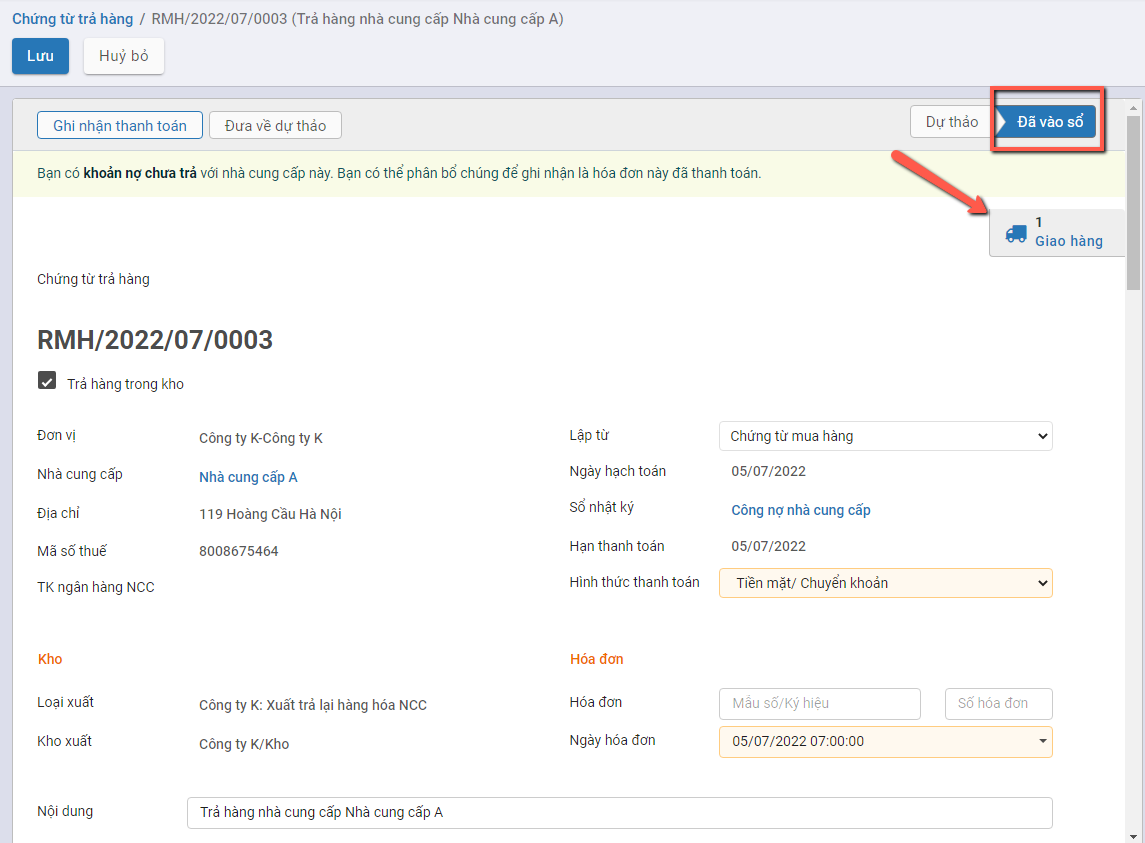 Chứng từ trả hàng / RMH/2022/07/0003 (Trả hàng nhà cung cấp Nhà cung cấp A)
Lưu Huỷ bỏ
Ghi nhận thanh toán Đưa về dự thảo Dự thảo Đã vào sổ
Bạn có khoản nợ chưa trả với nhà cung cấp này. Bạn có thể phân bổ chúng để ghi nhận là hóa đơn này đã thanh toán.
1
Giao hàng
Chứng từ trả hàng
RMH/2022/07/0003
Trả hàng trong kho
Đơn vị Công ty K-Công ty K Lập từ Chứng từ mua hàng
Nhà cung cấp Nhà cung cấp A Ngày hạch toán 05/07/2022
Địa chỉ 119 Hoàng Cầu Hà Nội Sổ nhật ký Công nợ nhà cung cấp
Mã số thuế 8008675464 Hạn thanh toán 05/07/2022
TK ngân hàng NCC Hình thức thanh toán Tiền mặt/ Chuyển khoản
Kho Hóa đơn
Loại xuất Công ty K: Xuất trả lại hàng hóa NCC Hóa đơn Mẫu số/Ký hiệu Số hóa đơn
Kho xuất Công ty K/Kho Ngày hóa đơn 05/07/2022 07:00:00
Nội dung Trả hàng nhà cung cấp Nhà cung cấp A